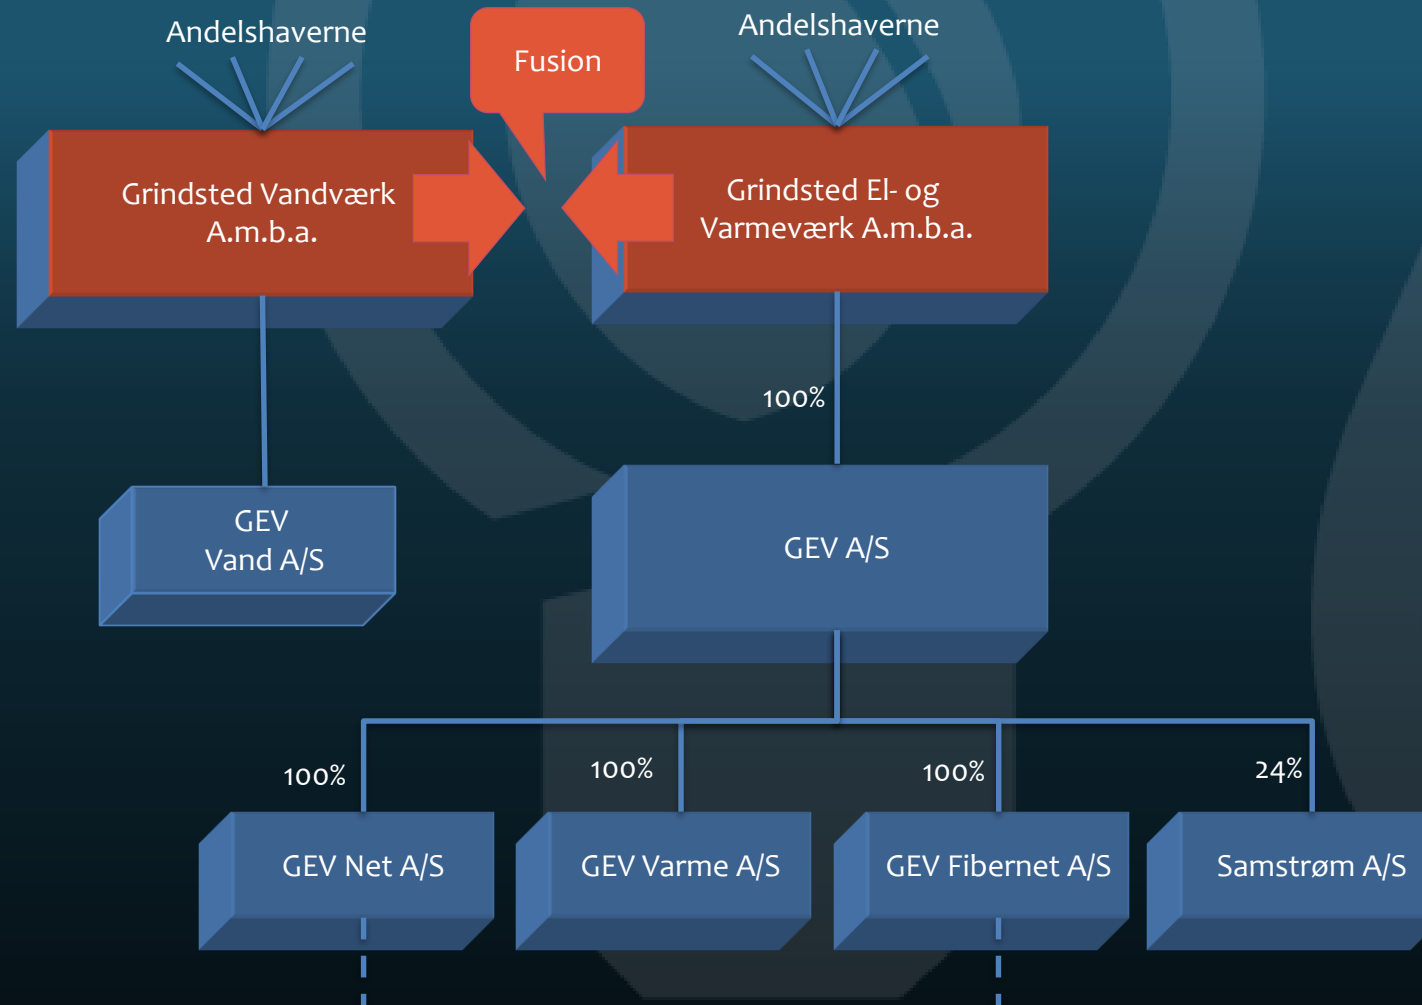 Andelshaverne
Fusion
Andelshaverne
Grindsted Vandværk
A.m.b.a.
Grindsted El- og
Varmeværk A.m.b.a.
100%
GEV
Vand A/S
GEV A/S
100%
100%
100%
24%
GEV Net A/S
GEV Varme A/S
GEV Fibernet A/S
Samstrøm A/S